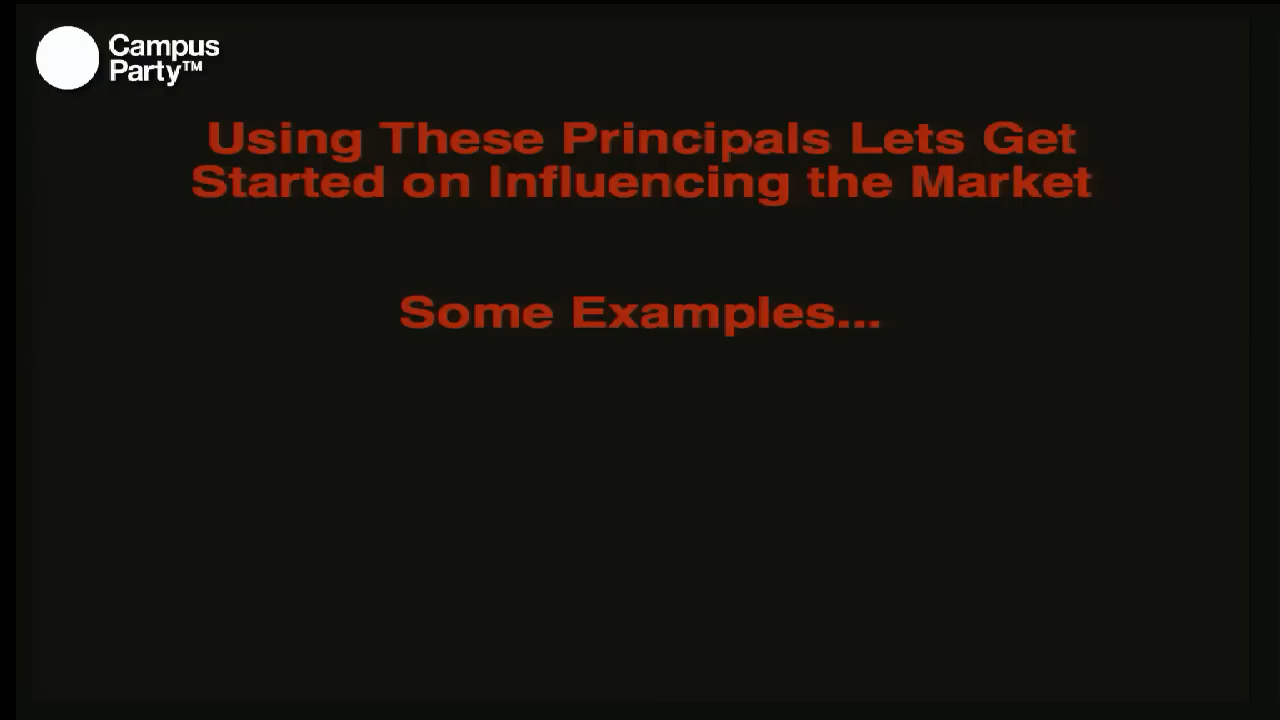 Campus
Party™
Using These Principals Lets Get
Started on Influencing the Market
Some Examples...